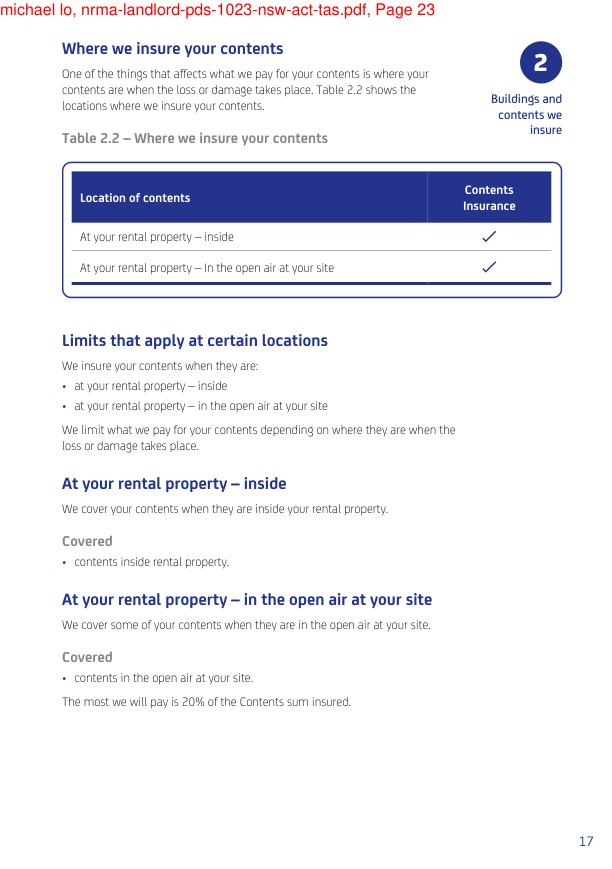 michael lo, nrma-landlord-pds-1023-nsw-act-tas.pdf, Page 23
Where we insure your contents
One of the things that affects what we pay for your contents is where your
contents are when the loss or damage takes place. Table 2.2 shows the
locations where we insure your contents.
2
Buildings and
contents we
insure
Table 2.2 – Where we insure your contents
Location of contents
Contents
Insurance
At your rental property – inside ✓
At your rental property – In the open air at your site ✓
Limits that apply at certain locations
We insure your contents when they are:
• at your rental property – inside
• at your rental property – in the open air at your site
We limit what we pay for your contents depending on where they are when the
loss or damage takes place.
At your rental property – inside
We cover your contents when they are inside your rental property.
Covered
• contents inside rental property.
At your rental property – in the open air at your site
We cover some of your contents when they are in the open air at your site.
Covered
• contents in the open air at your site.
The most we will pay is 20% of the Contents sum insured.
17